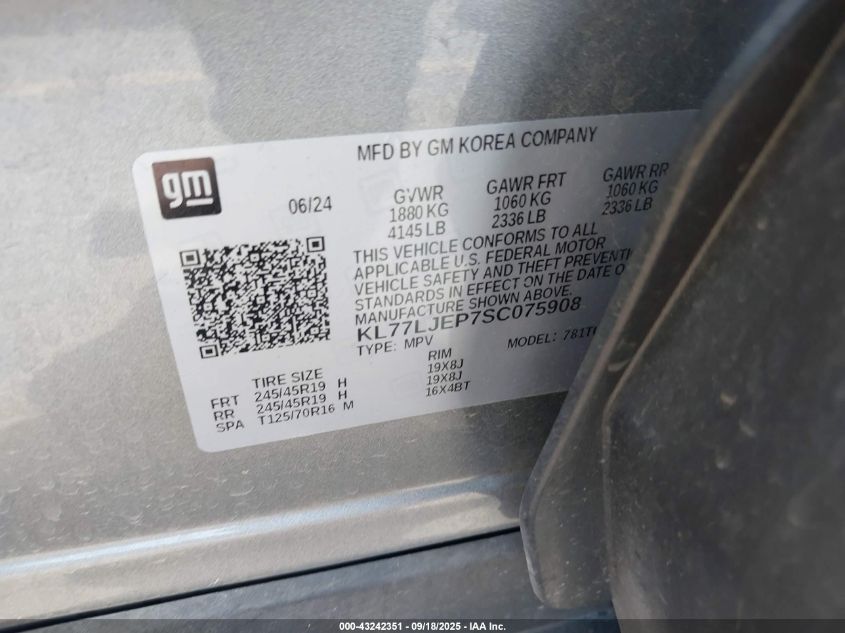 MFD BY GM KOREA COMPANY
gm
06/24
GVWR GAWR FRT GAWR RR
1880 KG 1060 KG 1060 KG
4145 LB 2336 LB 2336 LB
THIS VEHICLE CONFORMS TO ALL
APPLICABLE U.S. FEDERAL MOTOR
VEHICLE SAFETY AND THEFT PREVENTI
STANDARDS IN EFFECT ON THE DATE O
MANUFACTURE SHOWN ABOVE.
KL77LJEP7SC075908
TYPE: MPV MODEL: 781T
TIRE SIZE RIM
FRT 245/45R19 H 19X8J
RR 245/45R19 H 19X8J
SPA T125/70R16 M 16X4BT
000-43242351 - 09/18/2025 - IAA Inc.